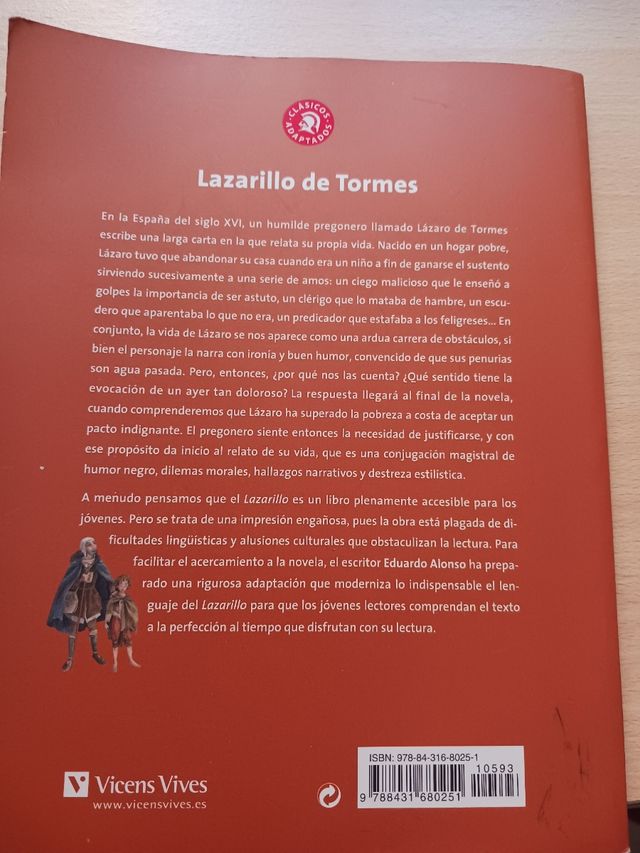 CLÁSICOS ADAPTADOS
Lazarillo de Tormes
En la España del siglo XVI, un humilde pregonero llamado Lázaro de Tormes
escribe una larga carta en la que relata su propia vida. Nacido en un hogar pobre,
Lázaro tuvo que abandonar su casa cuando era un niño a fin de ganarse el sustento
sirviendo sucesivamente a una serie de amos: un ciego malicioso que le enseñó a
golpes la importancia de ser astuto, un clérigo que lo mataba de hambre, un escu-
dero que aparentaba lo que no era, un predicador que estafaba a los feligreses... En
conjunto, la vida de Lázaro se nos aparece como una ardua carrera de obstáculos, si
bien el personaje la narra con ironía y buen humor, convencido de que sus penurias
son agua pasada. Pero, entonces, ¿por qué nos las cuenta? ¿Qué sentido tiene la
evocación de un ayer tan doloroso? La respuesta llegará al final de la novela,
cuando comprenderemos que Lázaro ha superado la pobreza a costa de aceptar un
pacto indignante. El pregonero siente entonces la necesidad de justificarse, y con
ese propósito da inicio al relato de su vida, que es una conjugación magistral de
humor negro, dilemas morales, hallazgos narrativos y destreza estilística.
A menudo pensamos que el Lazarillo es un libro plenamente accesible para los
jóvenes. Pero se trata de una impresión engañosa, pues la obra está plagada de di-
ficultades lingüísticas y alusiones culturales que obstaculizan la lectura. Para
facilitar el acercamiento a la novela, el escritor Eduardo Alonso ha prepa-
rado una rigurosa adaptación que moderniza lo indispensable el len-
guaje del Lazarillo para que los jóvenes lectores comprendan el texto
a la perfección al tiempo que disfrutan con su lectura.
ISBN: 978-84-316-8025-1
10593
9 788431 680251
Vicens Vives
www.vicensvives.es